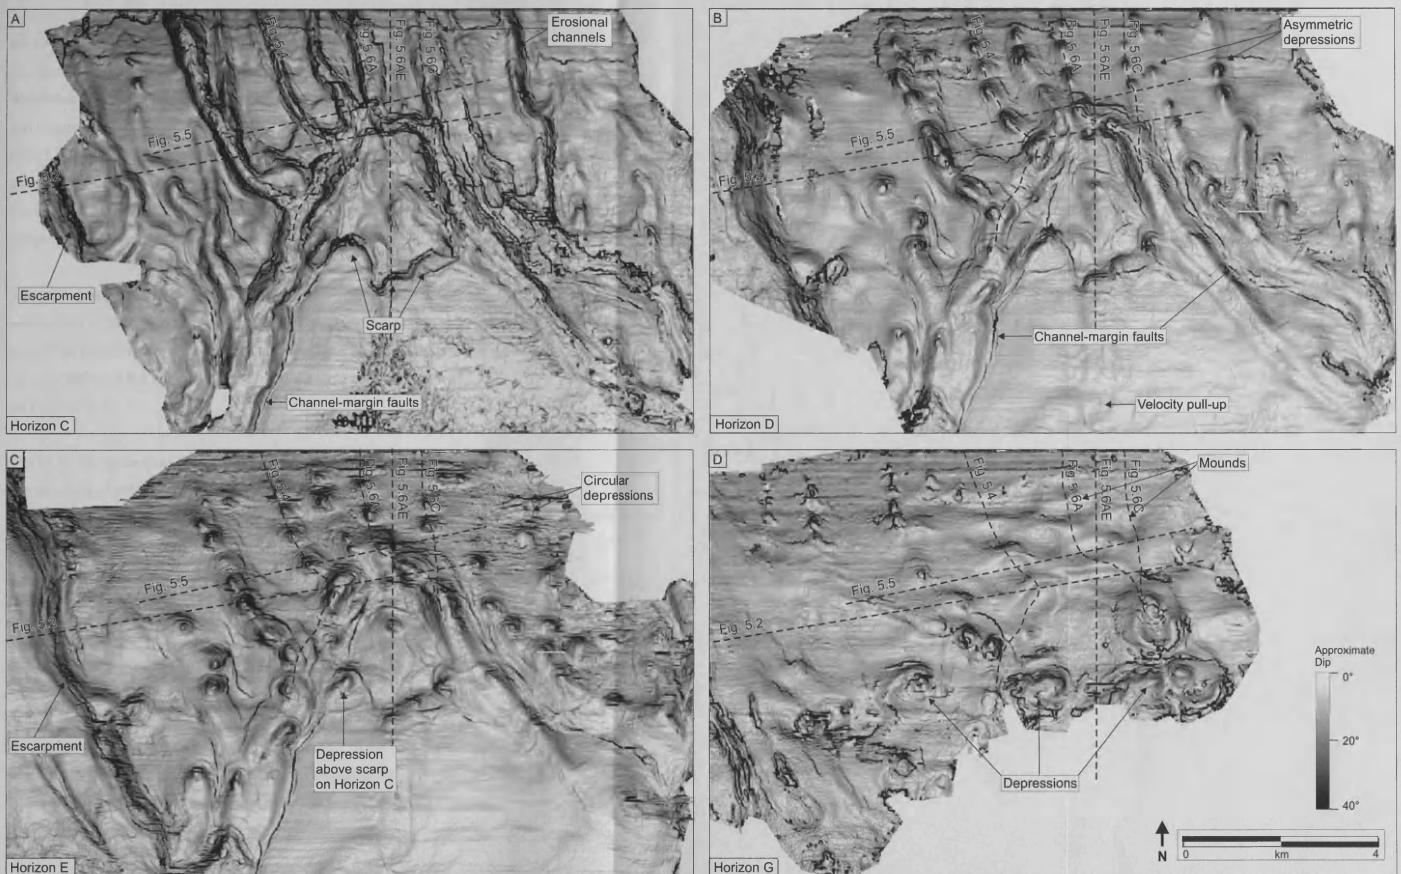 A
Erosional
channels
Fig. 5.4
Fig. 5.6A
Fig. 5.6AE
Fig. 5.6C
Fig. 5.5
Fig. 5.2
Escarpment
Scarp
Channel-margin faults
Horizon C
B
Asymmetric
depressions
Fig. 5.4
Fig. 5.6A
Fig. 5.6AE
Fig. 5.6C
Fig. 5.5
Fig. 5.2
Channel-margin faults
Velocity pull-up
Horizon D
C
Circular
depressions
Fig. 5.4
Fig. 5.6A
Fig. 5.6AE
Fig. 5.6C
Fig. 5.5
Fig. 5.2
Escarpment
Depression
above scarp
on Horizon C
Horizon E
D
Mounds
Fig. 5.4
Fig. 5.6A
Fig. 5.6AE
Fig. 5.6C
Fig. 5.5
Fig. 5.2
Depressions
Approximate
Dip
0°
20°
40°
N
0
km
4
Horizon G